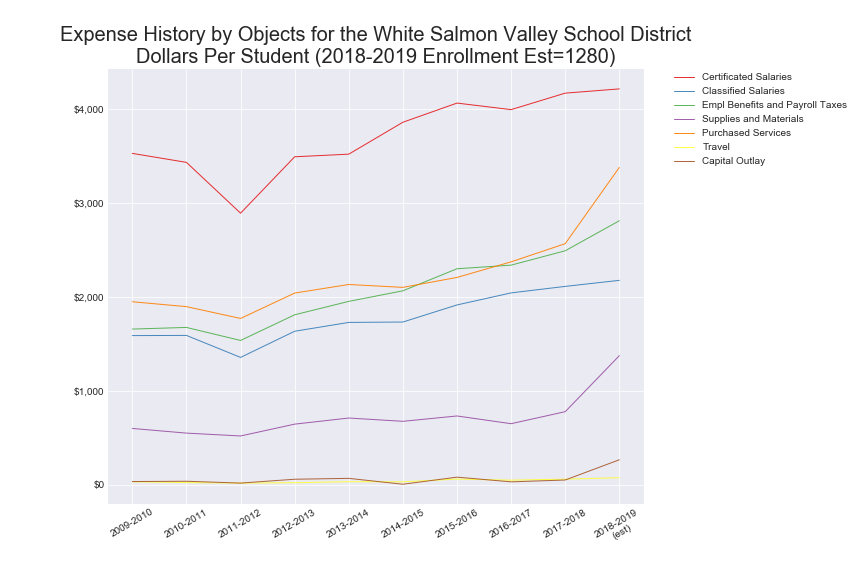 Expense History by Objects for the White Salmon Valley School District
Dollars Per Student (2018-2019 Enrollment Est=1280)
Certificated Salaries
Classified Salaries
Empl Benefits and Payroll Taxes
Supplies and Materials
Purchased Services
Travel
Capital Outlay
$4,000
$3,000
$2,000
$1,000
$0
2009-2010
2010-2011
2011-2012
2012-2013
2013-2014
2014-2015
2015-2016
2016-2017
2017-2018
2018-2019
(est)